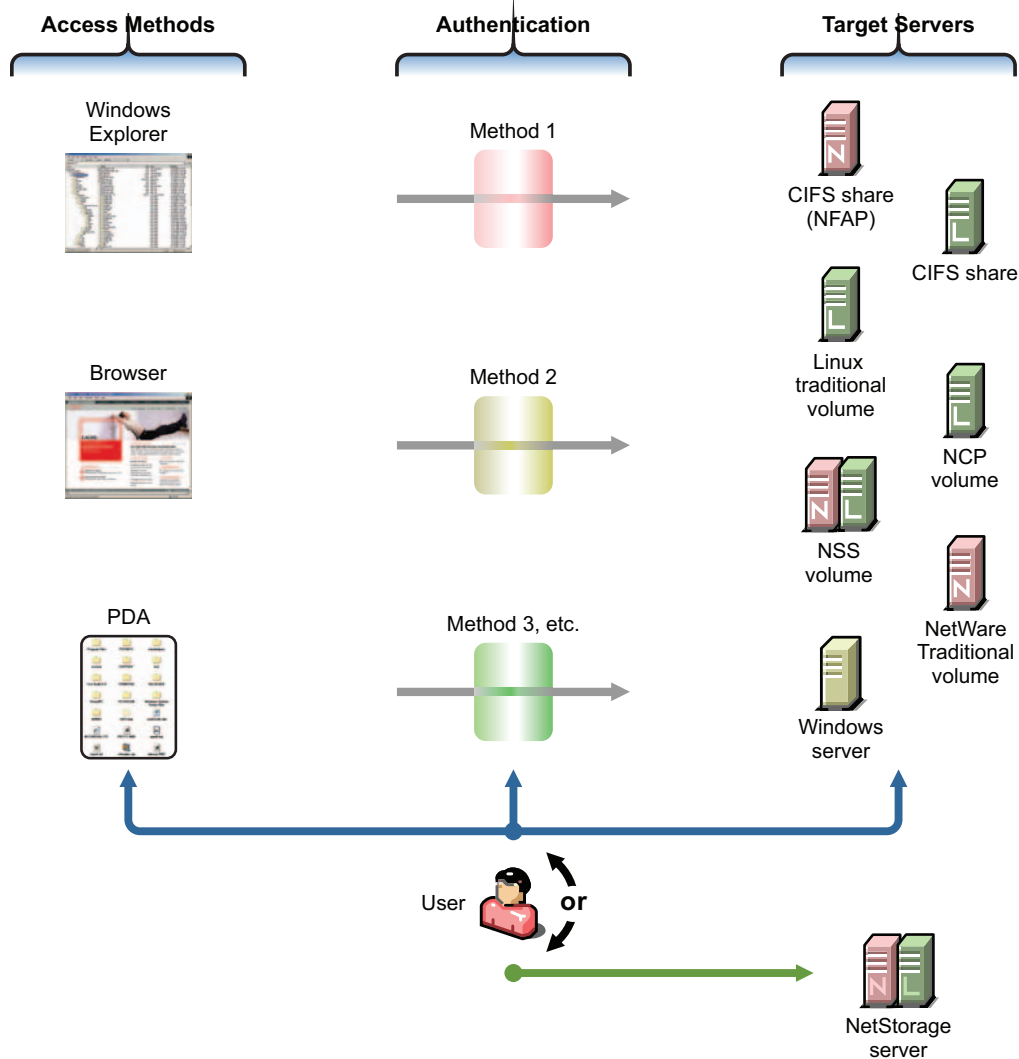 Access Methods
Authentication
Target Servers
Windows
Explorer
Method 1
N
CIFS share
(NFAP)
L
CIFS share
L
Linux
traditional
volume
Browser
Method 2
L
NCP
volume
N L
NSS
volume
N
NetWare
Traditional
volume
PDA
Method 3, etc.
Windows
server
User
or
N L
NetStorage
server